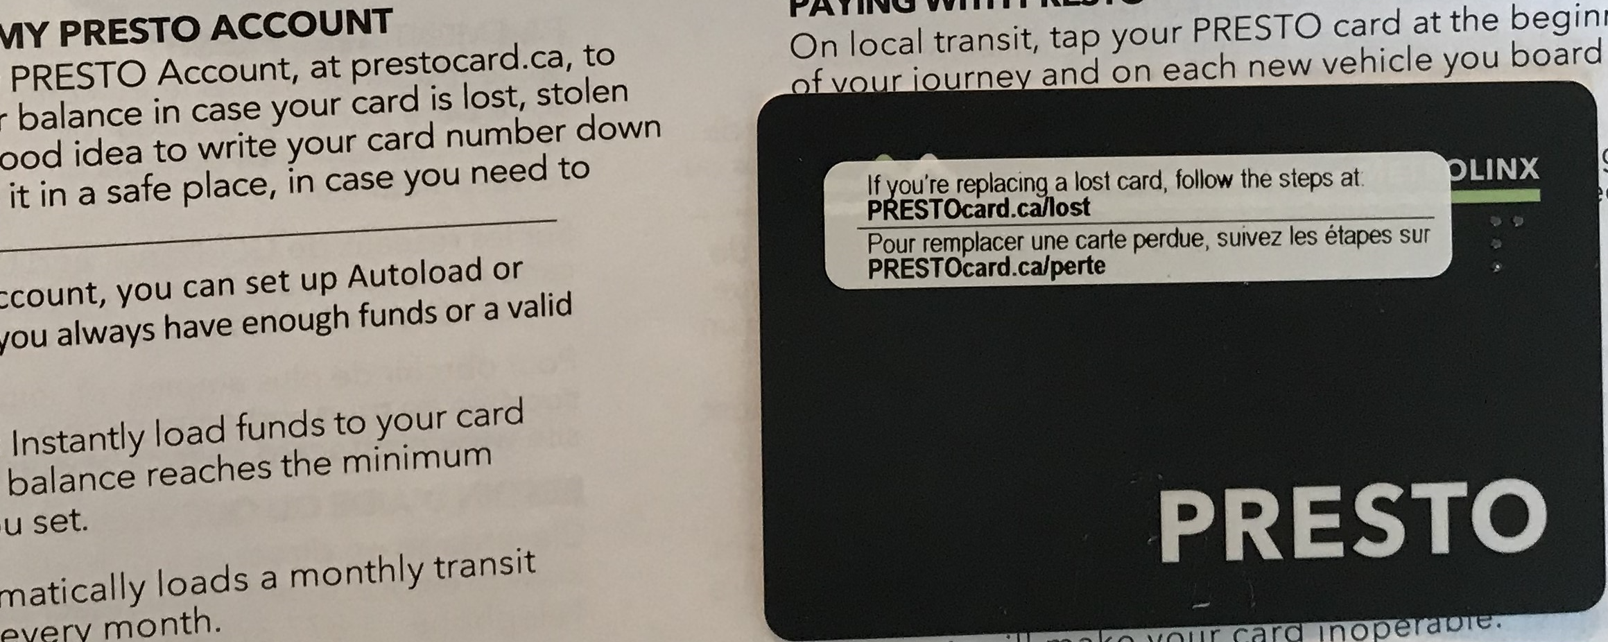 MY PRESTO ACCOUNT
PRESTO Account, at prestocard.ca, to
balance in case your card is lost, stolen
ood idea to write your card number down
it in a safe place, in case you need to
ccount, you can set up Autoload or
you always have enough funds or a valid
Instantly load funds to your card
balance reaches the minimum
u set.
matically loads a monthly transit
every month.
PAYING WITH PRESTO
On local transit, tap your PRESTO card at the beginn
of your journey and on each new vehicle you board
OLINX
If you're replacing a lost card, follow the steps at:
PRESTOcard.ca/lost
Pour remplacer une carte perdue, suivez les étapes sur
PRESTOcard.ca/perte
PRESTO
make your card inoperable.